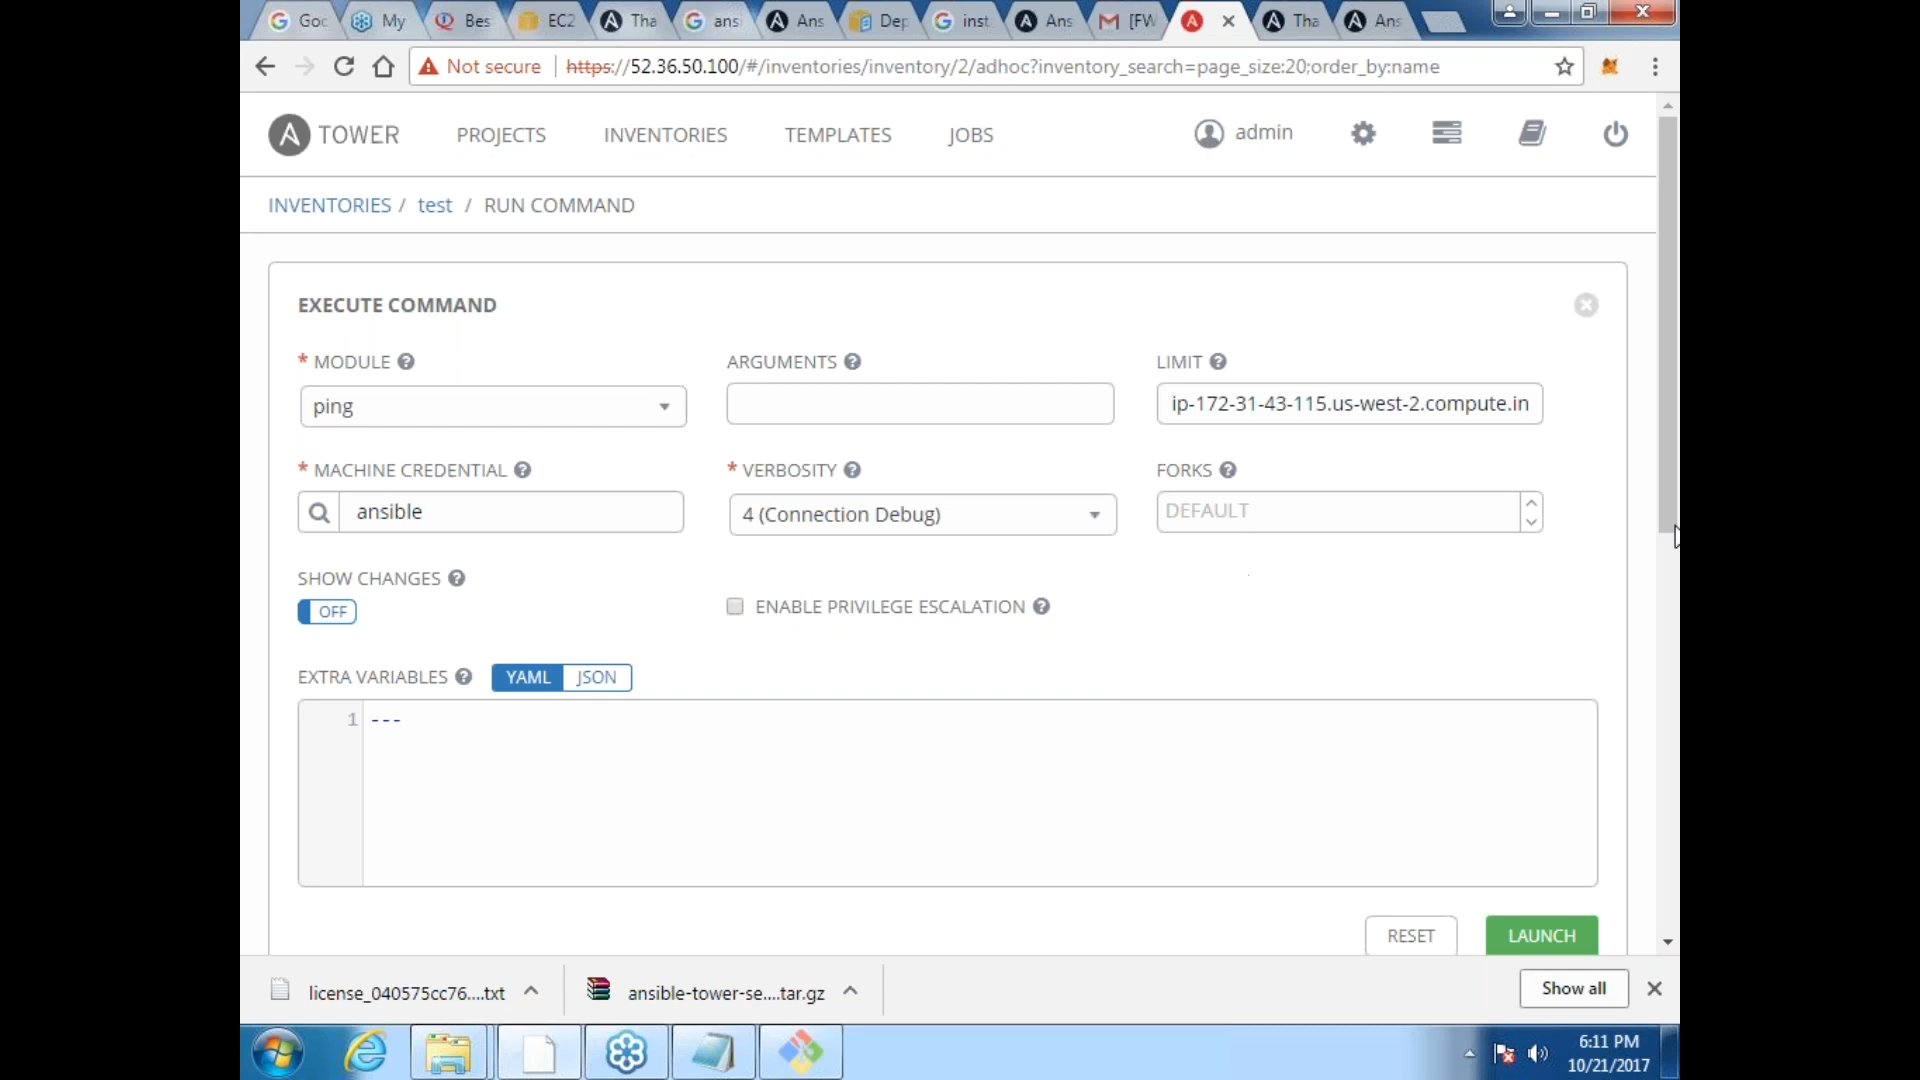 Goc
My
Bes
EC2
Tha
ans
Ans
Dep
inst
Ans
[FW
Tha
Ans
Not secure
https://52.36.50.100/#/inventories/inventory/2/adhoc?inventory_search=page_size:20;order_by:name
TOWER
PROJECTS
INVENTORIES
TEMPLATES
JOBS
admin
INVENTORIES / test / RUN COMMAND
EXECUTE COMMAND
* MODULE ?
ARGUMENTS ?
LIMIT ?
ping
ip-172-31-43-115.us-west-2.compute.in
* MACHINE CREDENTIAL ?
* VERBOSITY ?
FORKS ?
ansible
4 (Connection Debug)
DEFAULT
SHOW CHANGES ?
OFF
ENABLE PRIVILEGE ESCALATION ?
EXTRA VARIABLES ?
YAML
JSON
1 ---
RESET
LAUNCH
license_040575cc76....txt
ansible-tower-se....tar.gz
Show all
6:11 PM
10/21/2017